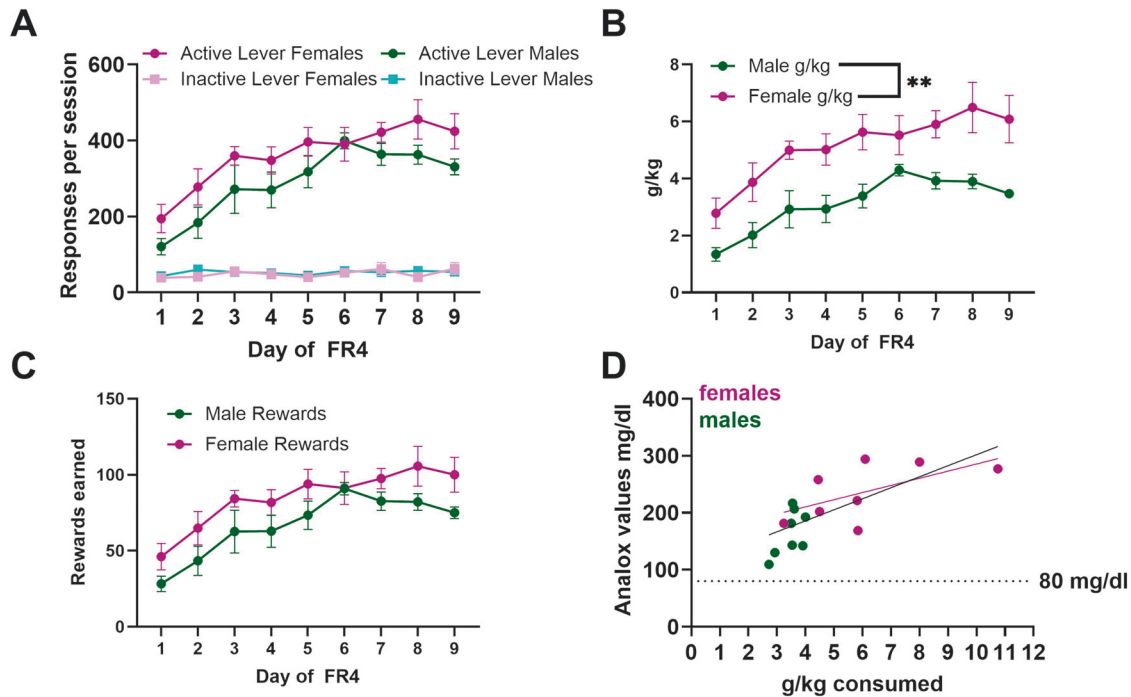 A
Active Lever Females
Active Lever Males
Inactive Lever Females
Inactive Lever Males
600
400
200
0
Responses per session
1 2 3 4 5 6 7 8 9
Day of FR4
B
Male g/kg
Female g/kg
**
8
6
4
2
0
g/kg
1 2 3 4 5 6 7 8 9
Day of FR4
C
Male Rewards
Female Rewards
150
100
50
0
Rewards earned
1 2 3 4 5 6 7 8 9
Day of FR4
D
females
males
400
300
200
100
0
Analox values mg/dl
80 mg/dl
0 1 2 3 4 5 6 7 8 9 10 11 12
g/kg consumed